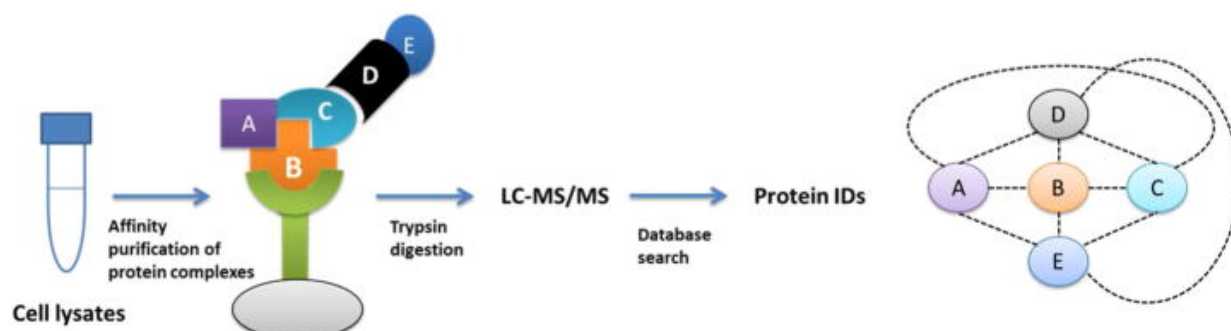 E
D
C
A
B
Affinity
purification of
protein complexes
Cell lysates
Trypsin
digestion
LC-MS/MS
Database
search
Protein IDs
D
A
B
C
E